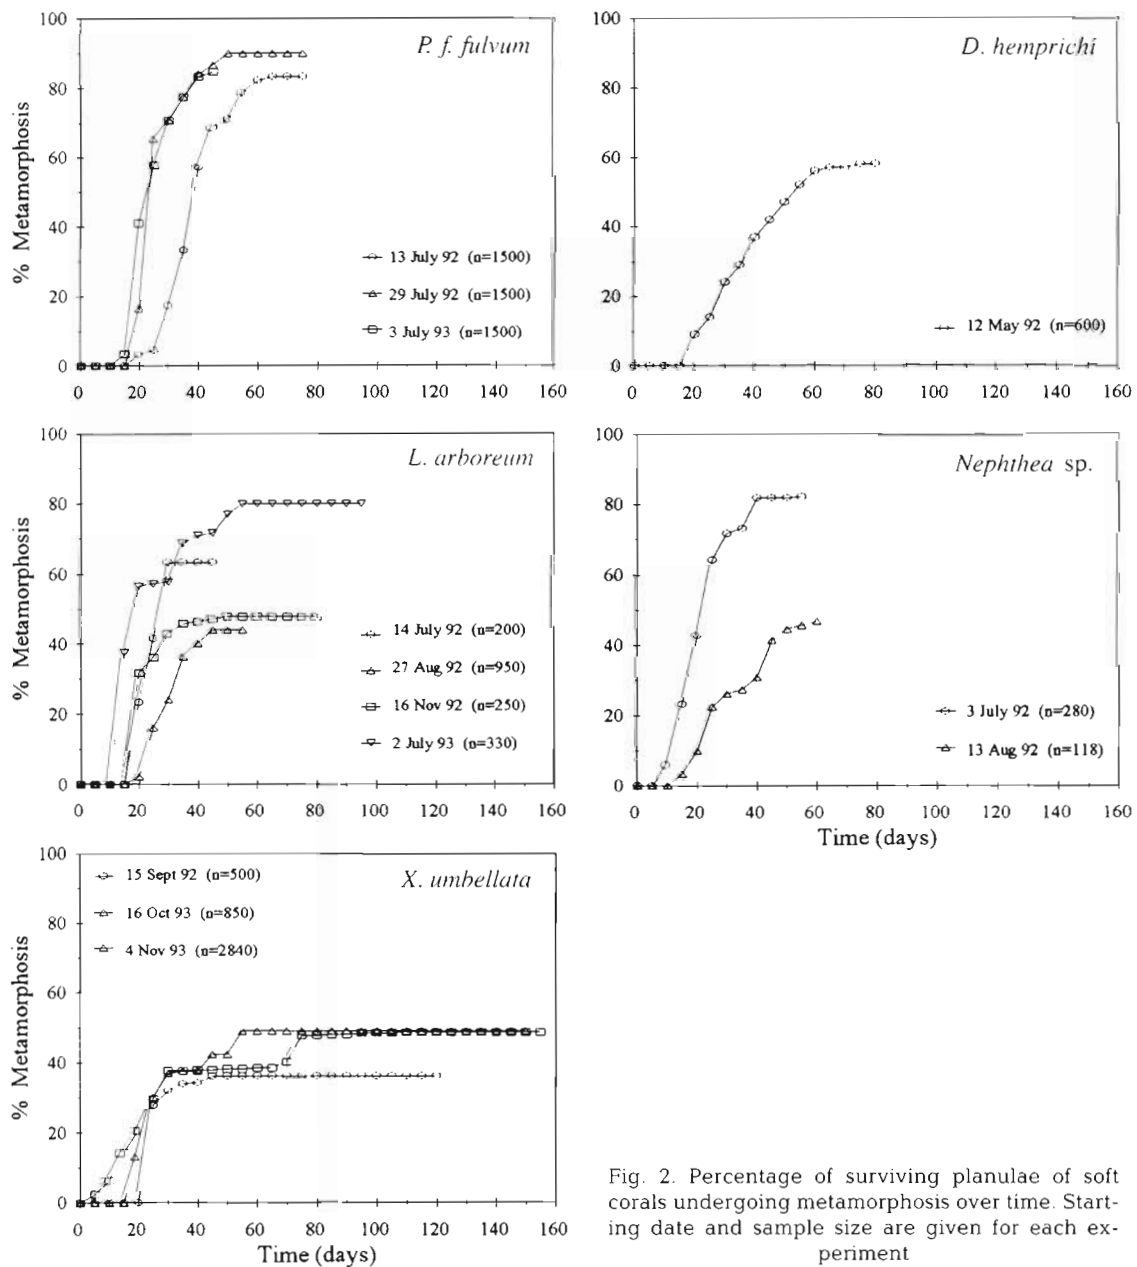 P. f. fulvum
% Metamorphosis
100
80
60
40
20
0
13 July 92 (n=1500)
29 July 92 (n=1500)
3 July 93 (n=1500)
0 20 40 60 80 100 120 140 160
D. hemprichi
100
80
60
40
20
0
12 May 92 (n=600)
0 20 40 60 80 100 120 140 160
L. arboreum
% Metamorphosis
100
80
60
40
20
0
14 July 92 (n=200)
27 Aug 92 (n=950)
16 Nov 92 (n=250)
2 July 93 (n=330)
0 20 40 60 80 100 120 140 160
Nephthea sp.
100
80
60
40
20
0
3 July 92 (n=280)
13 Aug 92 (n=118)
0 20 40 60 80 100 120 140 160
Time (days)
X. umbellata
% Metamorphosis
100
80
60
40
20
0
15 Sept 92 (n=500)
16 Oct 93 (n=850)
4 Nov 93 (n=2840)
0 20 40 60 80 100 120 140 160
Time (days)
Fig. 2. Percentage of surviving planulae of soft
corals undergoing metamorphosis over time. Start-
ing date and sample size are given for each ex-
periment